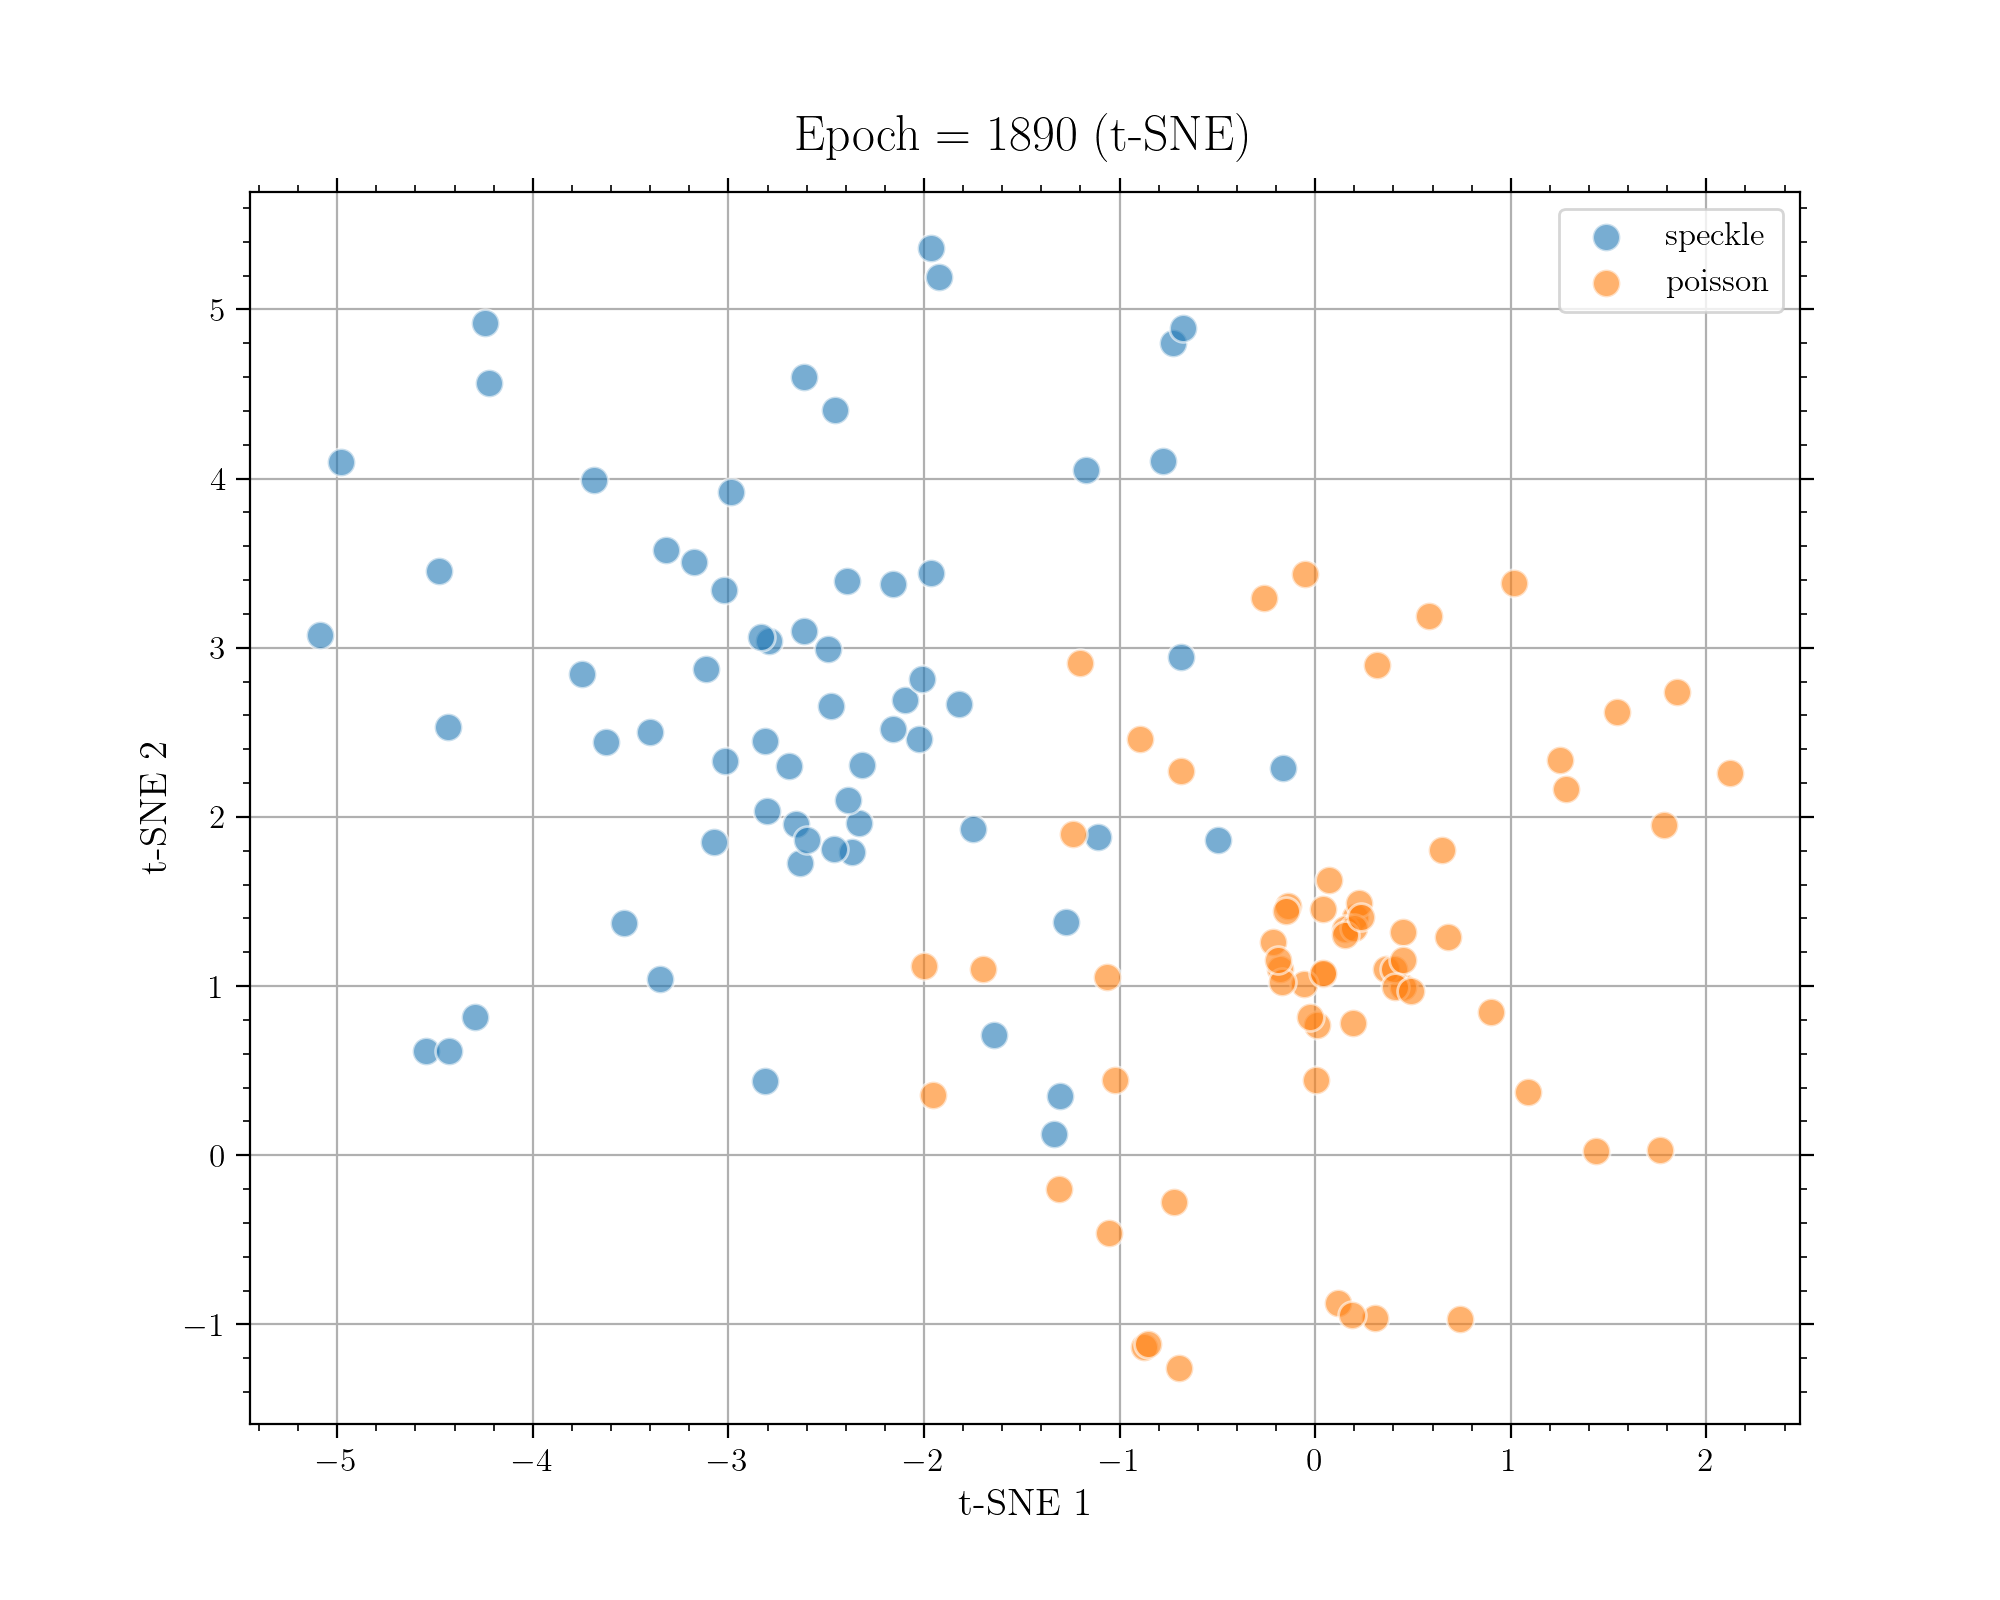 Epoch = 1890 (t-SNE)
speckle
poisson
5
4
3
2
1
0
−1
t-SNE 2
−5 −4 −3 −2 −1 0 1 2
t-SNE 1